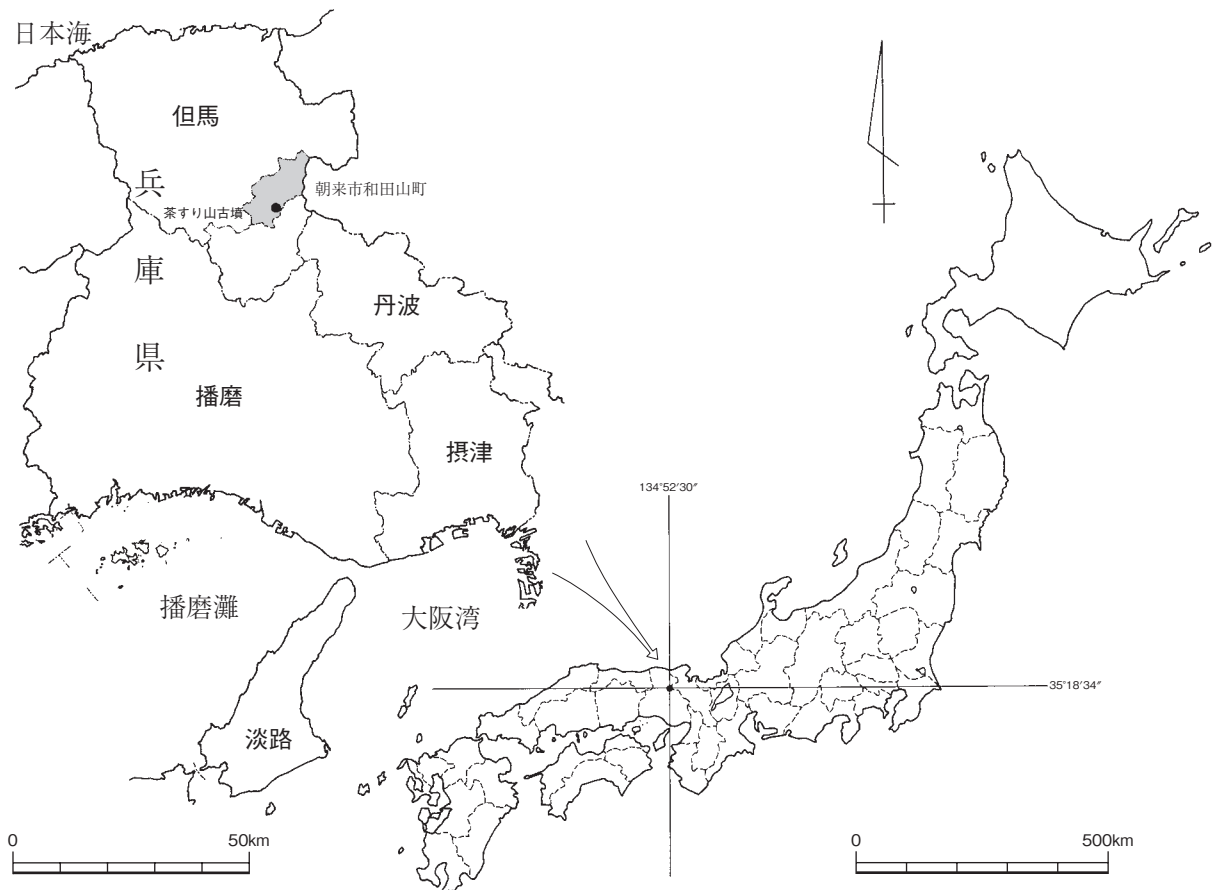 日本海
但馬
兵
朝来市和田山町
茶すり山古墳
庫
丹波
県
播磨
摂津
播磨灘
大阪湾
淡路
0
50km
134°52′30″
35°18′34″
0
500km